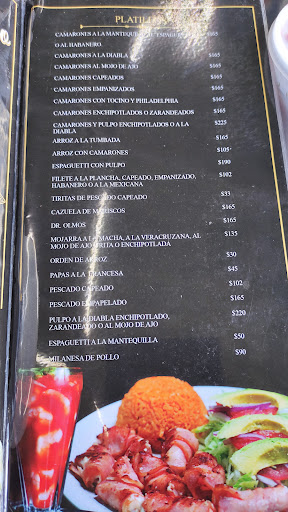 PLATILLOS
CAMARONES A LA MANTEQUILLA, ESPAGUETTI $165
O AL HABANERO
CAMARONES A LA DIABLA $165
CAMARONES AL MOJO DE AJO $165
CAMARONES CAPEADOS $165
CAMARONES EMPANIZADOS $165
CAMARONES CON TOCINO Y PHILADELPHIA $165
CAMARONES ENCHIPOTLADOS O ZARANDEADOS $165
CAMARONES Y PULPO ENCHIPOTLADOS O A LA $225
DIABLA
ARROZ A LA TUMBADA $165
ARROZ CON CAMARONES $105
ESPAGUETTI CON PULPO $190
FILETE A LA PLANCHA, CAPEADO, EMPANIZADO, $102
HABANERO O A LA MEXICANA
TIRITAS DE PESCADO CAPEADO $33
CAZUELA DE MARISCOS $165
DR. OLMOS $165
MOJARRA A LA MACHA, A LA VERACRUZANA, AL $135
MOJO DE AJO FRITA O ENCHIPOTLADA
ORDEN DE ARROZ $30
PAPAS A LA FRANCESA $45
PESCADO CAPEADO $102
PESCADO EMPAPELADO $165
PULPO A LA DIABLA ENCHIPOTLADO, $220
ZARANDEADO O AL MOJO DE AJO
ESPAGUETTI A LA MANTEQUILLA $50
MILANESA DE POLLO $90